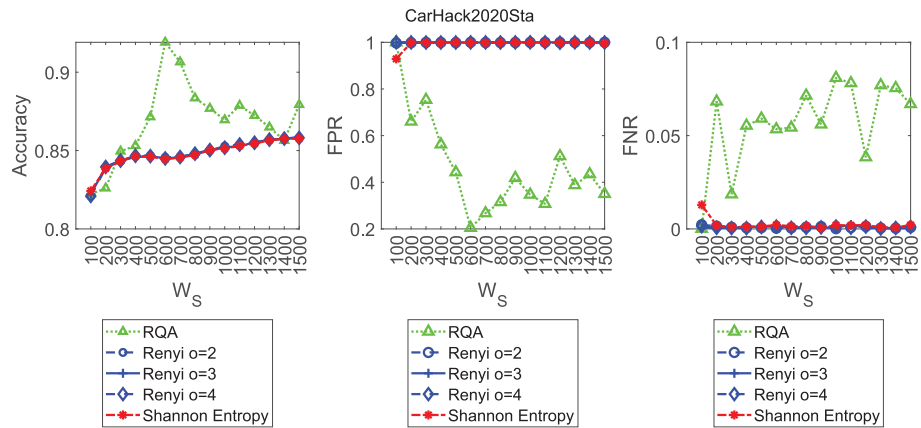 CarHack2020Sta
Accuracy
0.9
0.85
0.8
100
200
300
400
500
600
700
800
900
1000
1100
1200
1300
1400
1500
W_S
RQA
Renyi o=2
Renyi o=3
Renyi o=4
Shannon Entropy
FPR
1
0.8
0.6
0.4
0.2
100
200
300
400
500
600
700
800
900
1000
1100
1200
1300
1400
1500
W_S
RQA
Renyi o=2
Renyi o=3
Renyi o=4
Shannon Entropy
FNR
0.1
0.05
0
100
200
300
400
500
600
700
800
900
1000
1100
1200
1300
1400
1500
W_S
RQA
Renyi o=2
Renyi o=3
Renyi o=4
Shannon Entropy